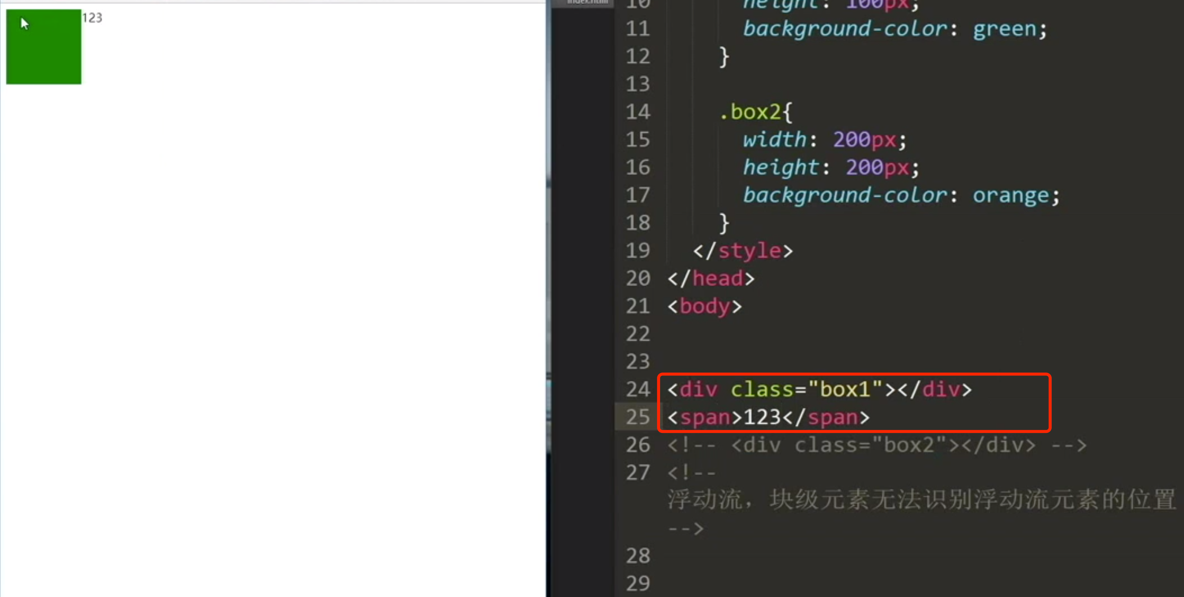 123
index.html
10 height: 100px;
11 background-color: green;
12 }
13
14 .box2{
15 width: 200px;
16 height: 200px;
17 background-color: orange;
18 }
19 </style>
20 </head>
21 <body>
22
23
24 <div class="box1"></div>
25 <span>123</span>
26 <!-- <div class="box2"></div> -->
27 <!--
浮动流，块级元素无法识别浮动流元素的位置
-->
28
29